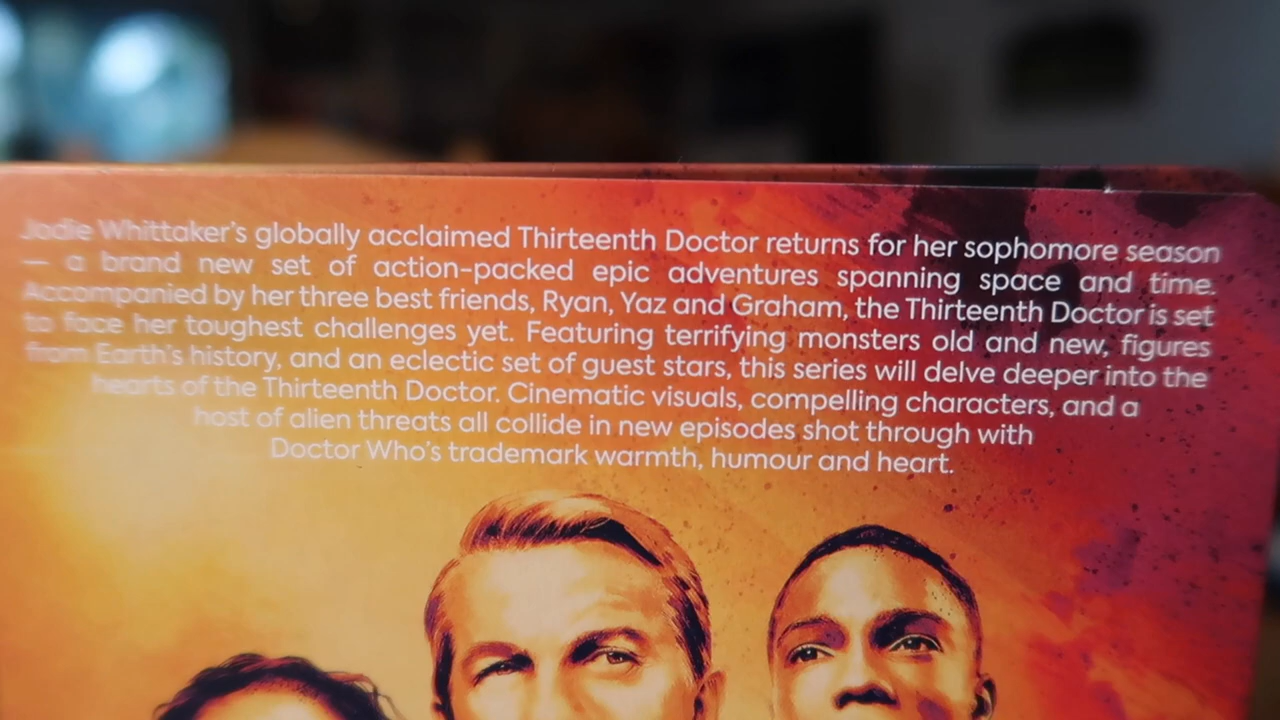 Jodie Whittaker's globally acclaimed Thirteenth Doctor returns for her sophomore season
— a brand new set of action-packed epic adventures spanning space and time.
Accompanied by her three best friends, Ryan, Yaz and Graham, the Thirteenth Doctor is set
to face her toughest challenges yet. Featuring terrifying monsters old and new, figures
from Earth's history, and an eclectic set of guest stars, this series will delve deeper into the
hearts of the Thirteenth Doctor. Cinematic visuals, compelling characters, and a
host of alien threats all collide in new episodes shot through with
Doctor Who's trademark warmth, humour and heart.